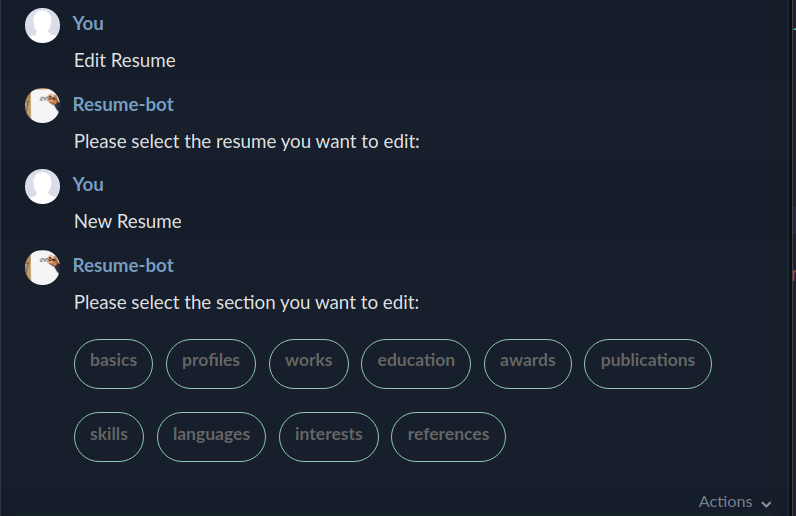 You
Edit Resume
Resume-bot
Please select the resume you want to edit:
You
New Resume
Resume-bot
Please select the section you want to edit:
basics profiles works education awards publications
skills languages interests references
Actions